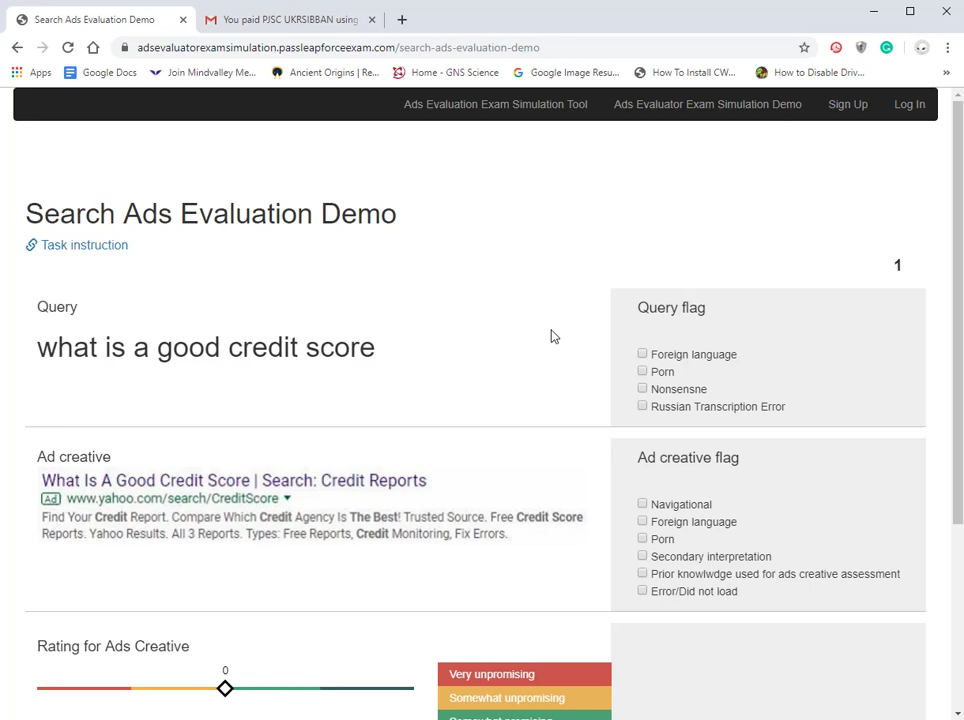 Search Ads Evaluation Demo
You paid PJSC UKRSIBBAN using
adsevaluatorexamsimulation.passleapforceexam.com/search-ads-evaluation-demo
Apps Google Docs Join Mindvalley Me... Ancient Origins | Re... Home - GNS Science Google Image Resu... How To Install CW... How to Disable Driv... »
Ads Evaluation Exam Simulation Tool Ads Evaluator Exam Simulation Demo Sign Up Log In
Search Ads Evaluation Demo
Task instruction
1
Query
what is a good credit score
Query flag
Foreign language
Porn
Nonsensne
Russian Transcription Error
Ad creative
What Is A Good Credit Score | Search: Credit Reports
Ad www.yahoo.com/search/CreditScore
Find Your Credit Report. Compare Which Credit Agency Is The Best! Trusted Source. Free Credit Score
Reports. Yahoo Results. All 3 Reports. Types: Free Reports, Credit Monitoring, Fix Errors.
Ad creative flag
Navigational
Foreign language
Porn
Secondary interpretation
Prior knowlwdge used for ads creative assessment
Error/Did not load
Rating for Ads Creative
0
Very unpromising
Somewhat unpromising
Somewhat promising